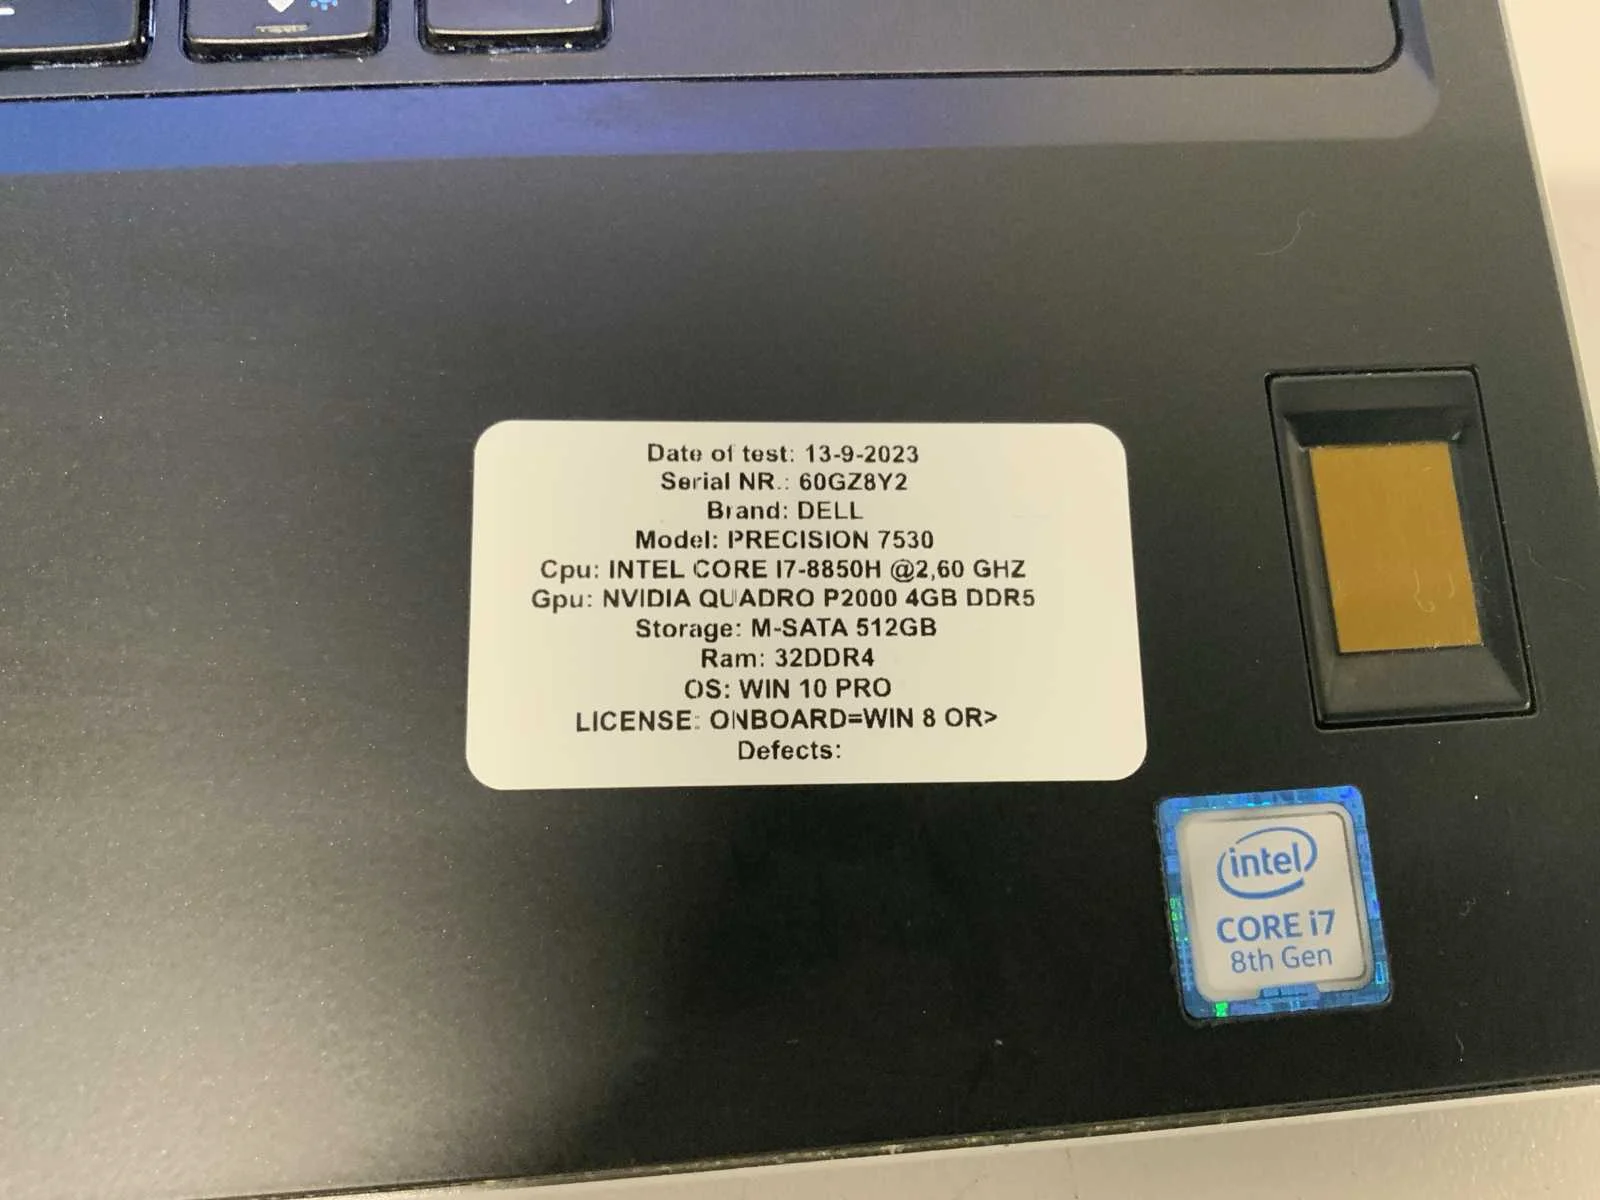 Date of test: 13-9-2023
Serial NR.: 60GZ8Y2
Brand: DELL
Model: PRECISION 7530
Cpu: INTEL CORE I7-8850H @2,60 GHZ
Gpu: NVIDIA QUADRO P2000 4GB DDR5
Storage: M-SATA 512GB
Ram: 32DDR4
OS: WIN 10 PRO
LICENSE: ONBOARD=WIN 8 OR>
Defects:
intel
CORE i7
8th Gen